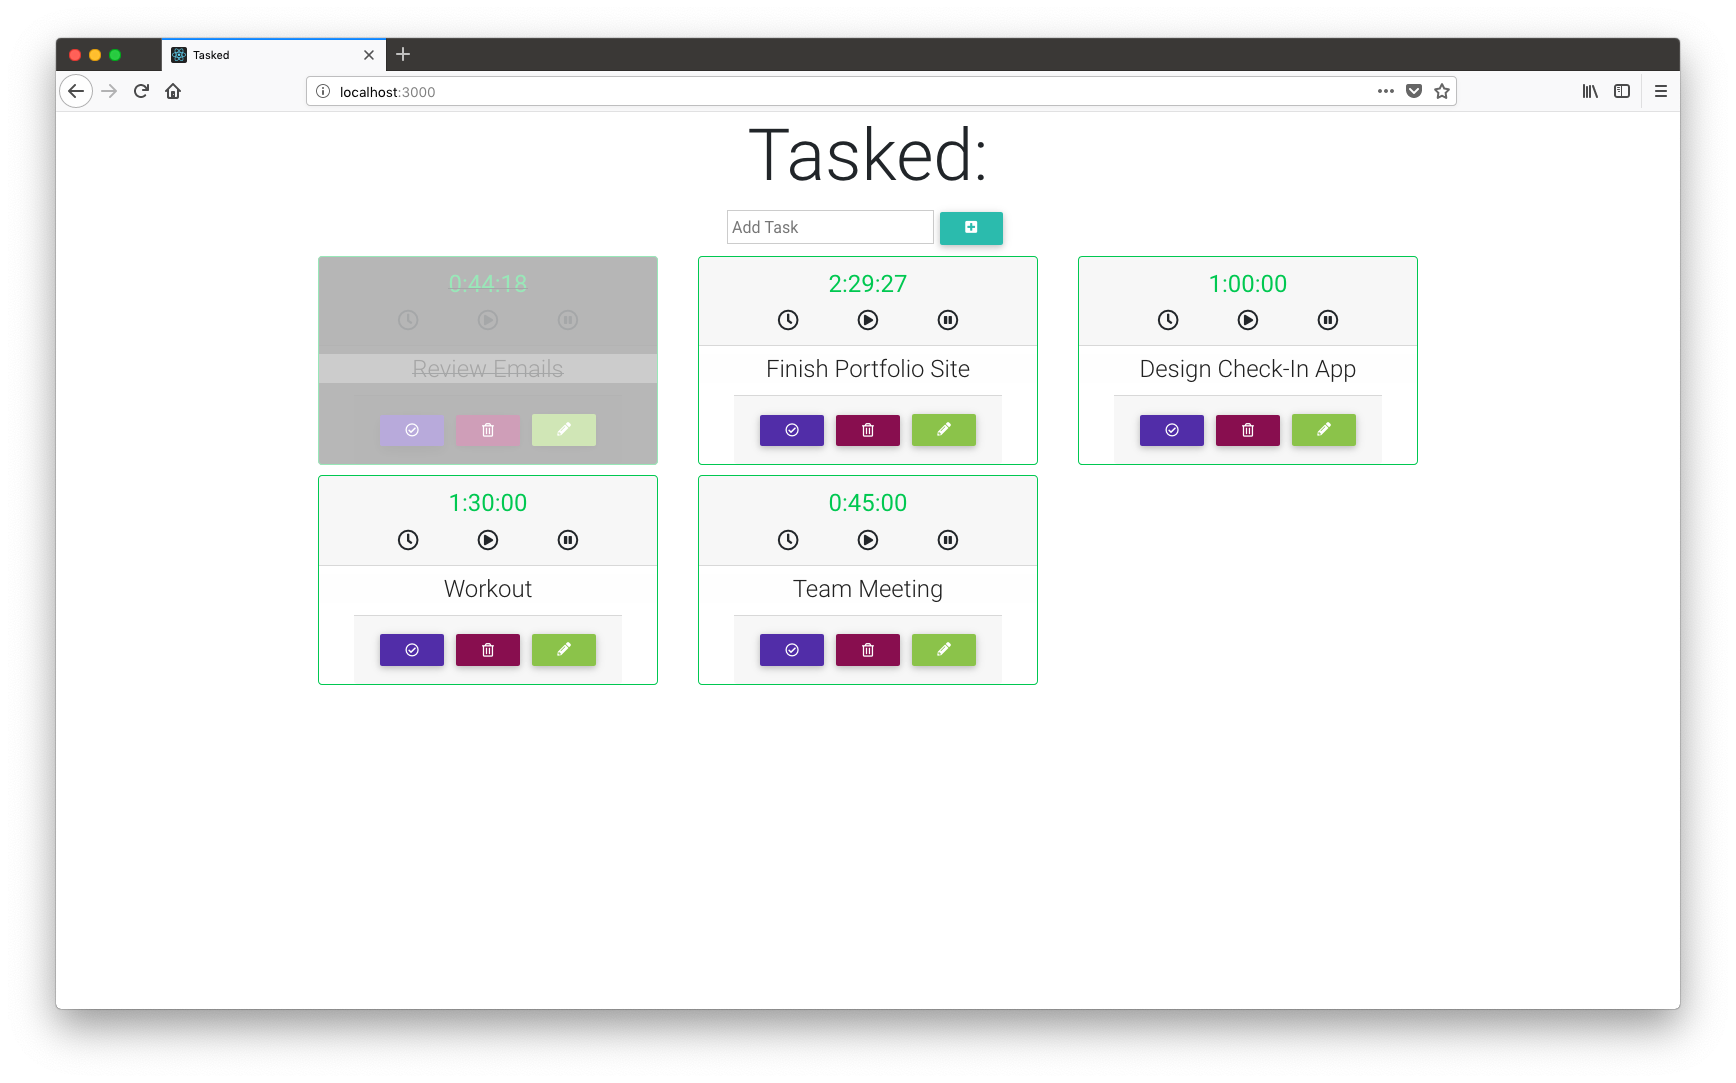 Tasked
localhost:3000
Tasked:
Add Task
0:44:18
Review Emails
2:29:27
Finish Portfolio Site
1:00:00
Design Check-In App
1:30:00
Workout
0:45:00
Team Meeting